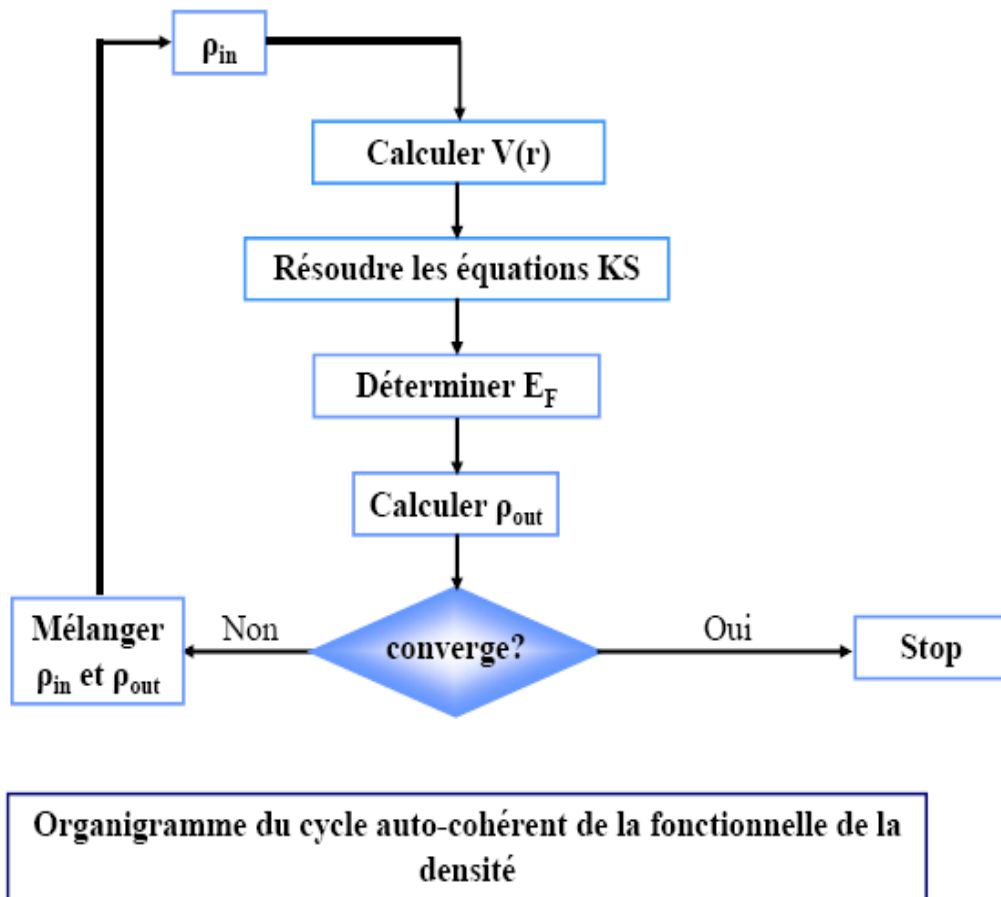 ρin
Calculer V(r)
Résoudre les équations KS
Déterminer EF
Calculer ρout
converge?
Non
Oui
Mélanger
ρin et ρout
Stop
Organigramme du cycle auto-cohérent de la fonctionnelle de la
densité